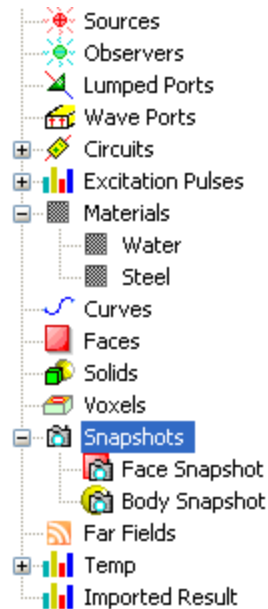 Sources
Observers
Lumped Ports
Wave Ports
Circuits
Excitation Pulses
Materials
Water
Steel
Curves
Faces
Solids
Voxels
Snapshots
Face Snapshot
Body Snapshot
Far Fields
Temp
Imported Result